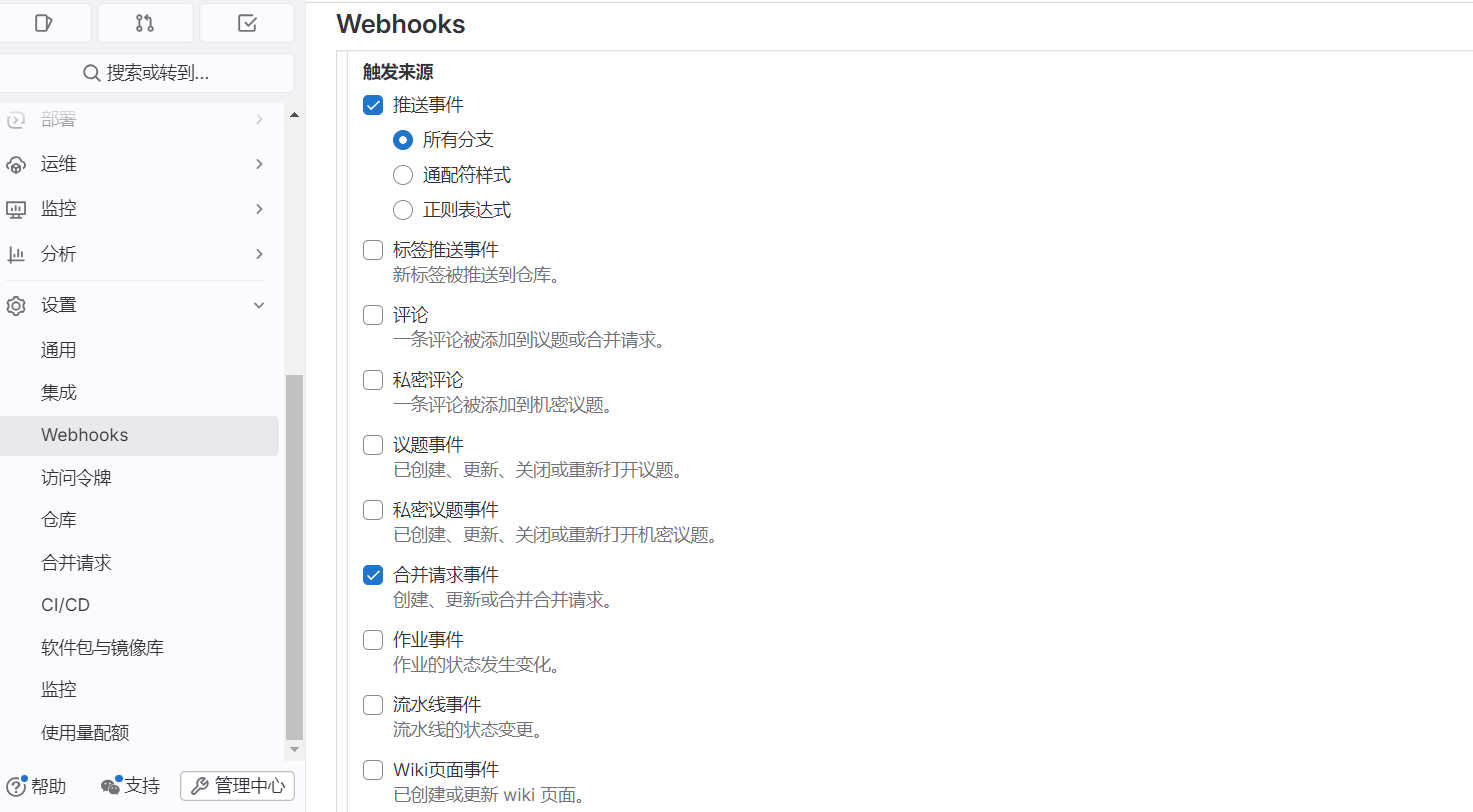 搜索或转到...
部署
运维
监控
分析
设置
通用
集成
Webhooks
访问令牌
仓库
合并请求
CI/CD
软件包与镜像库
监控
使用量配额
帮助
支持
管理中心
Webhooks
触发来源
推送事件
所有分支
通配符样式
正则表达式
标签推送事件
新标签被推送到仓库。
评论
一条评论被添加到议题或合并请求。
私密评论
一条评论被添加到机密议题。
议题事件
已创建、更新、关闭或重新打开议题。
私密议题事件
已创建、更新、关闭或重新打开机密议题。
合并请求事件
创建、更新或合并合并请求。
作业事件
作业的状态发生变化。
流水线事件
流水线的状态变更。
Wiki页面事件
已创建或更新 wiki 页面。